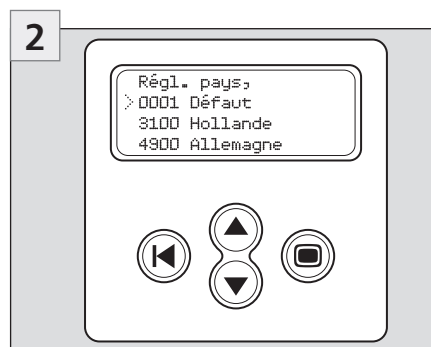 2
Régl. pays,
>0001 Défaut
3100 Hollande
4900 Allemagne